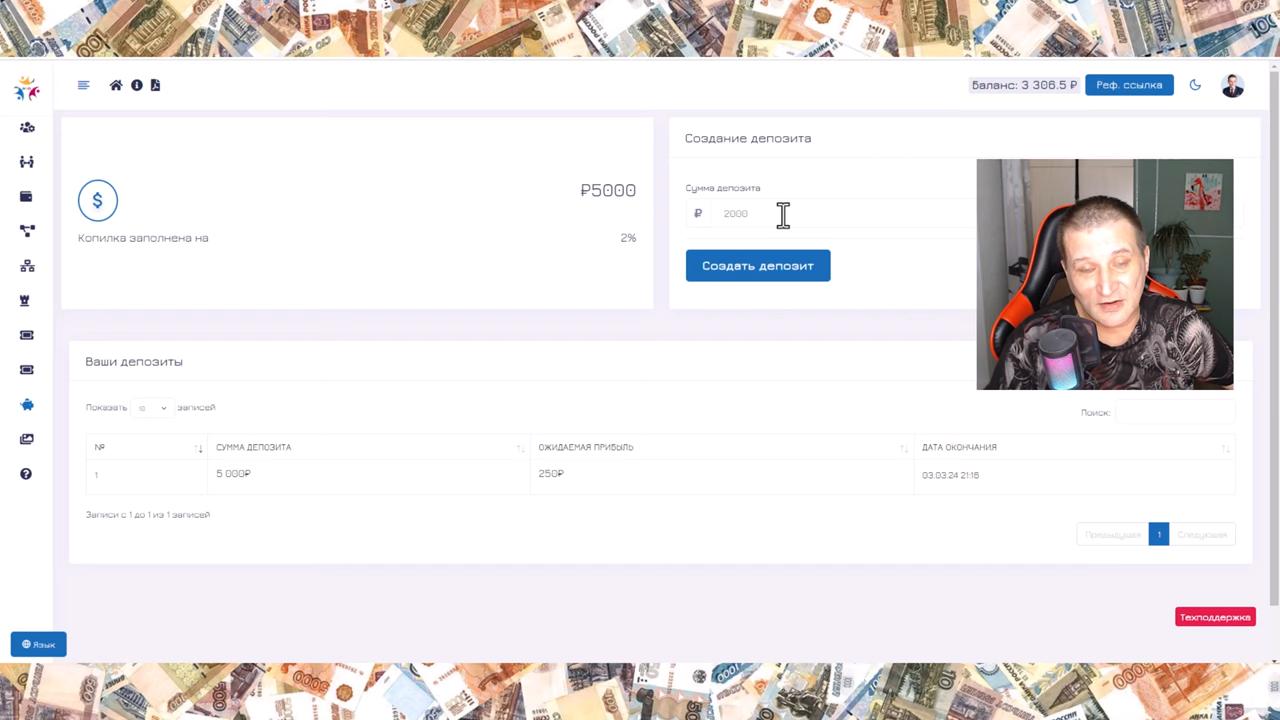 Баланс: 3 306.5 ₽
Реф. ссылка
₽5000
Копилка заполнена на
2%
Создание депозита
Сумма депозита
₽ 2000
Создать депозит
Ваши депозиты
Показать 10 записей
Поиск:
№ СУММА ДЕПОЗИТА ОЖИДАЕМАЯ ПРИБЫЛЬ ДАТА ОКОНЧАНИЯ
1 5 000₽ 250₽ 03.03.24 21:16
Записи с 1 до 1 из 1 записей
Предыдущая 1 Следующая
Техподдержка
Язык